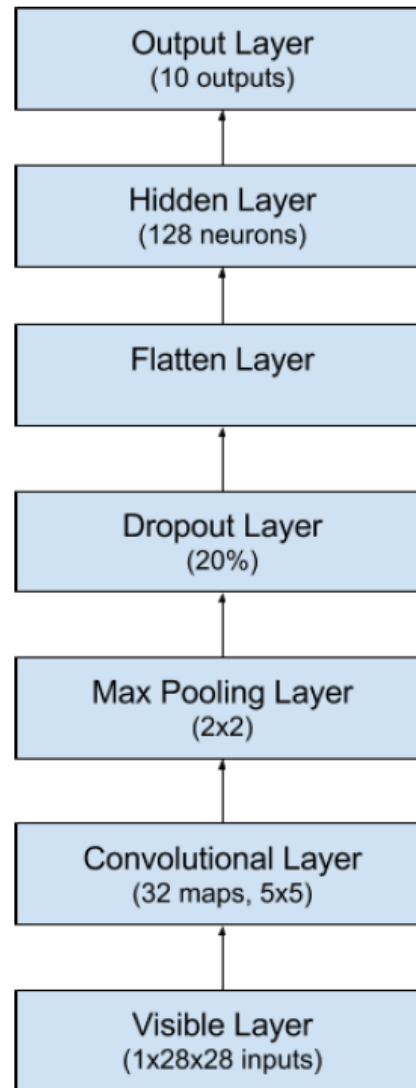 Output Layer
(10 outputs)
Hidden Layer
(128 neurons)
Flatten Layer
Dropout Layer
(20%)
Max Pooling Layer
(2x2)
Convolutional Layer
(32 maps, 5x5)
Visible Layer
(1x28x28 inputs)